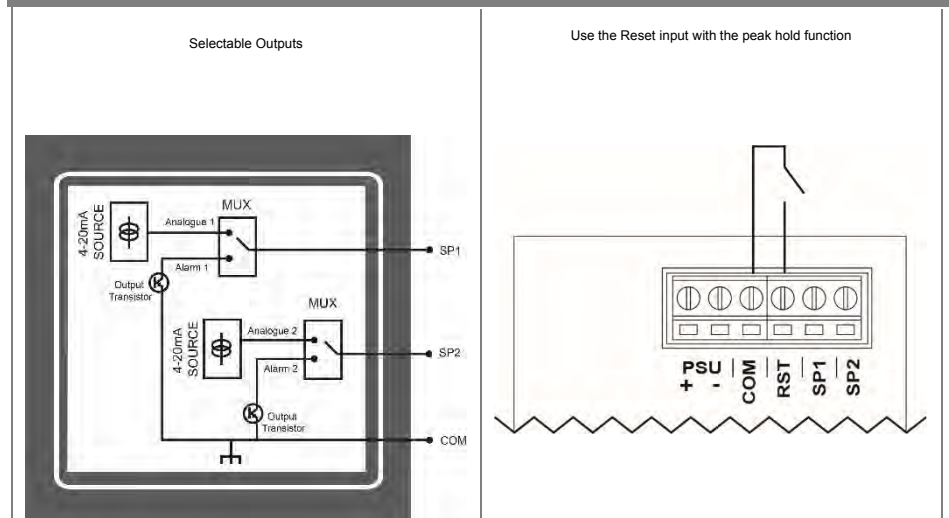 Selectable Outputs
4-20mA
SOURCE
MUX
Analogue 1
Alarm 1
Output
Transistor
SP1
4-20mA
SOURCE
MUX
Analogue 2
Alarm 2
Output
Transistor
SP2
COM
Use the Reset input with the peak hold function
PSU
+ -
COM
RST
SP1
SP2